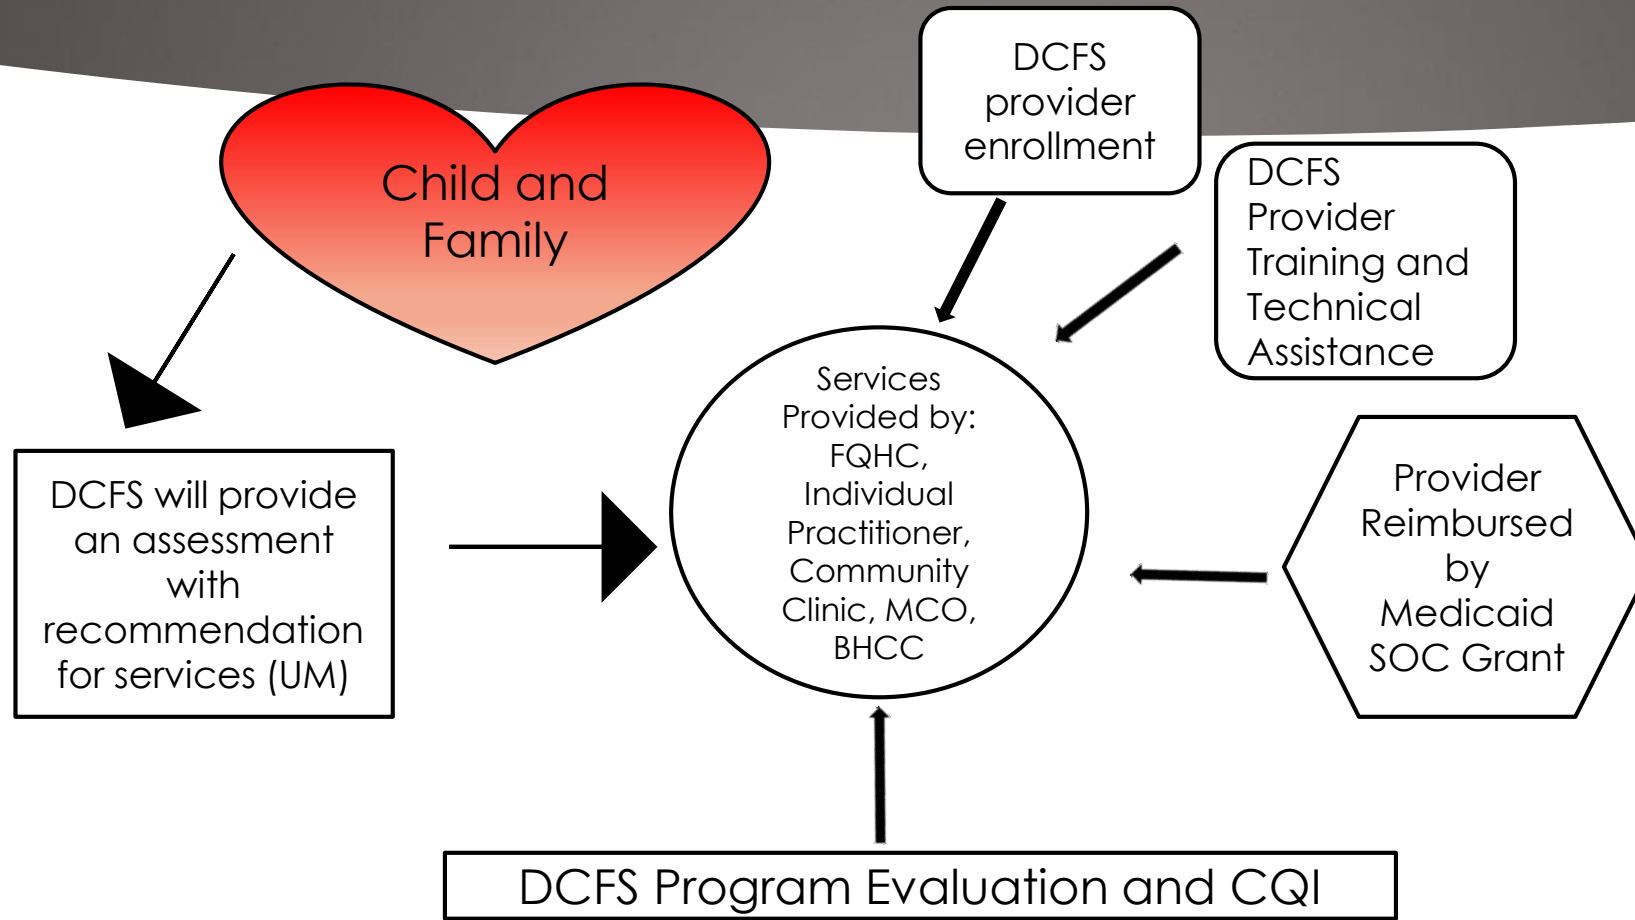 Child and
Family
DCFS
provider
enrollment
DCFS
Provider
Training and
Technical
Assistance
DCFS will provide
an assessment
with
recommendation
for services (UM)
Services
Provided by:
FQHC,
Individual
Practitioner,
Community
Clinic, MCO,
BHCC
Provider
Reimbursed
by
Medicaid
SOC Grant
DCFS Program Evaluation and CQI